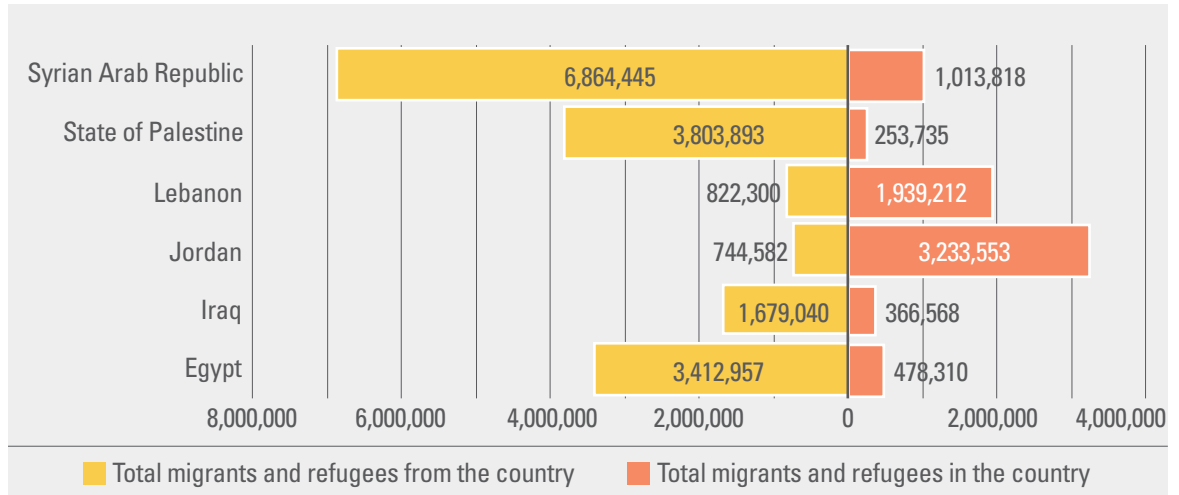 Syrian Arab Republic 6,864,445 1,013,818
State of Palestine 3,803,893 253,735
Lebanon 822,300 1,939,212
Jordan 744,582 3,233,553
Iraq 1,679,040 366,568
Egypt 3,412,957 478,310
8,000,000 6,000,000 4,000,000 2,000,000 0 2,000,000 4,000,000
Total migrants and refugees from the country Total migrants and refugees in the country